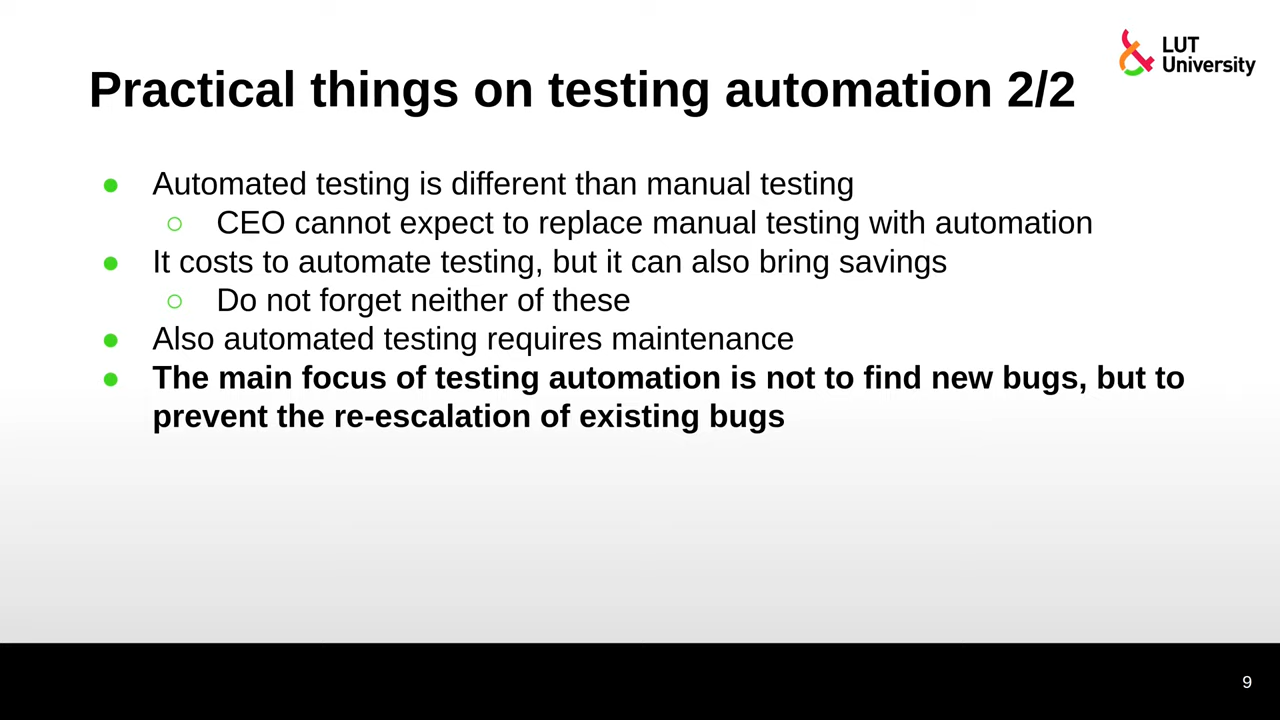 LUT
University
Practical things on testing automation 2/2
● Automated testing is different than manual testing
○ CEO cannot expect to replace manual testing with automation
● It costs to automate testing, but it can also bring savings
○ Do not forget neither of these
● Also automated testing requires maintenance
● The main focus of testing automation is not to find new bugs, but to
prevent the re-escalation of existing bugs
9